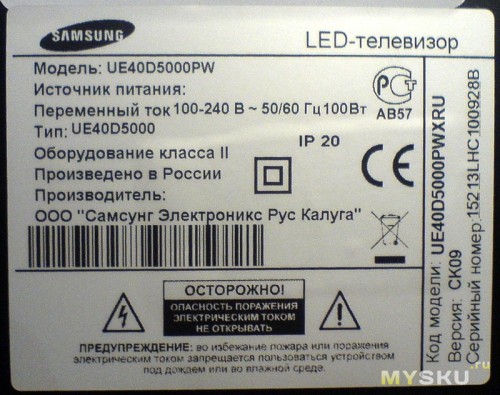 SAMSUNG
LED-телевизор
Модель: UE40D5000PW
Источник питания:
Переменный ток 100-240 В ~ 50/60 Гц 100Вт
Тип: UE40D5000
Оборудование класса II
Произведено в России
Производитель:
ООО "Самсунг Электроникс Рус Калуга"
РСТ
АВ57
IP 20
CE
ОСТОРОЖНО!
ОПАСНОСТЬ ПОРАЖЕНИЯ
ЭЛЕКТРИЧЕСКИМ ТОКОМ
НЕ ОТКРЫВАТЬ
ПРЕДУПРЕЖДЕНИЕ: во избежание пожара или поражения
электрическим током запрещается пользоваться устройством
под дождем или во влажной среде.
Код модели: UE40D5000PWXRU
Версия: CK09
Серийный номер: 15213LHC100928B
MYSKU.ru